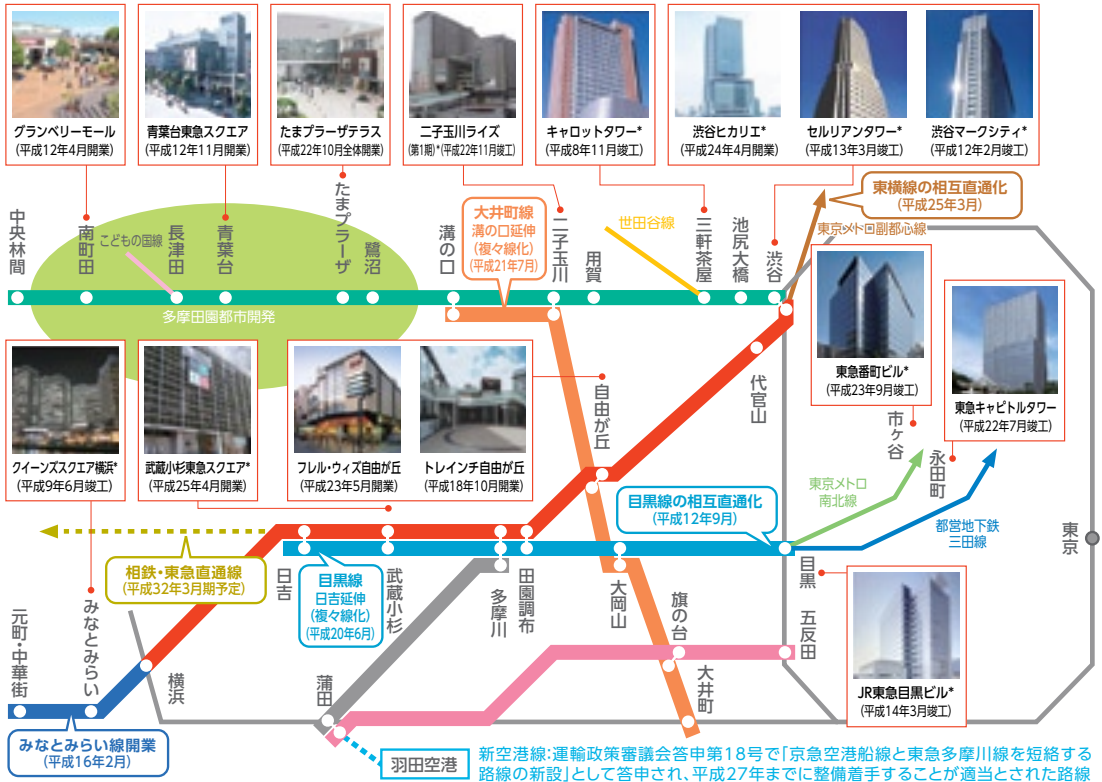 グランベリーモール
(平成12年4月開業)
青葉台東急スクエア
(平成12年11月開業)
たまプラーザテラス
(平成22年10月全体開業)
二子玉川ライズ
(第1期)*(平成22年11月竣工)
キャロットタワー*
(平成8年11月竣工)
渋谷ヒカリエ*
(平成24年4月開業)
セルリアンタワー*
(平成13年3月竣工)
渋谷マークシティ*
(平成12年2月竣工)
中央林間
南町田
こどもの国線
長津田
青葉台
たまプラーザ
鷺沼
溝の口
大井町線
溝の口延伸
(複々線化)
(平成21年7月)
二子玉川
用賀
世田谷線
三軒茶屋
池尻大橋
渋谷
東横線の相互直通化
(平成25年3月)
東京メトロ副都心線
多摩田園都市開発
クイーンズスクエア横浜*
(平成9年6月竣工)
武蔵小杉東急スクエア*
(平成25年4月開業)
フレル・ウィズ自由が丘
(平成23年5月開業)
トレインチ自由が丘
(平成18年10月開業)
自由が丘
代官山
東急番町ビル*
(平成23年9月竣工)
市ヶ谷
東急キャピトルタワー
(平成22年7月竣工)
永田町
東京メトロ
南北線
都営地下鉄
三田線
東京
目黒線の相互直通化
(平成12年9月)
相鉄・東急直通線
(平成32年3月期予定)
日吉
目黒線
日吉延伸
(複々線化)
(平成20年6月)
武蔵小杉
多摩川
田園調布
大岡山
旗の台
大井町
目黒
五反田
JR東急目黒ビル*
(平成14年3月竣工)
元町・中華街
みなとみらい
横浜
蒲田
みなとみらい線開業
(平成16年2月)
羽田空港
新空港線:運輸政策審議会答申第18号で「京急空港船線と東急多摩川線を短絡する
路線の新設」として答申され、平成27年までに整備着手することが適当とされた路線